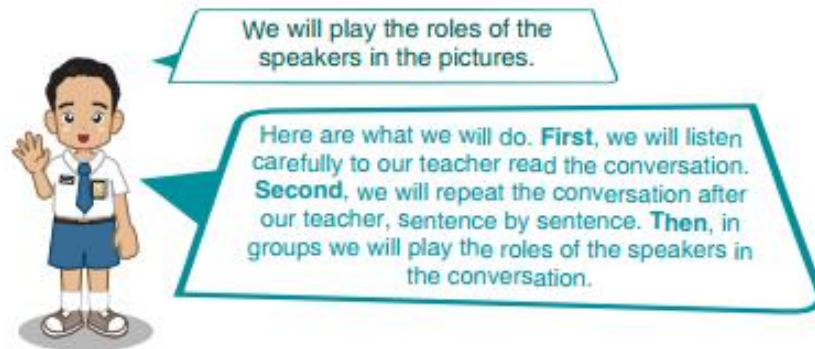 We will play the roles of the
speakers in the pictures.
Here are what we will do. First, we will listen
carefully to our teacher read the conversation.
Second, we will repeat the conversation after
our teacher, sentence by sentence. Then, in
groups we will play the roles of the speakers in
the conversation.